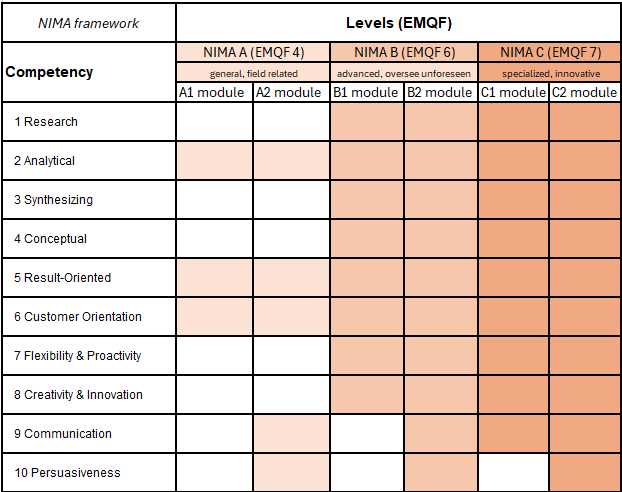 NIMA framework
Levels (EMQF)
Competency
NIMA A (EMQF 4)
NIMA B (EMQF 6)
NIMA C (EMQF 7)
general, field related
advanced, oversee unforeseen
specialized, innovative
A1 module
A2 module
B1 module
B2 module
C1 module
C2 module
1 Research
2 Analytical
3 Synthesizing
4 Conceptual
5 Result-Oriented
6 Customer Orientation
7 Flexibility & Proactivity
8 Creativity & Innovation
9 Communication
10 Persuasiveness